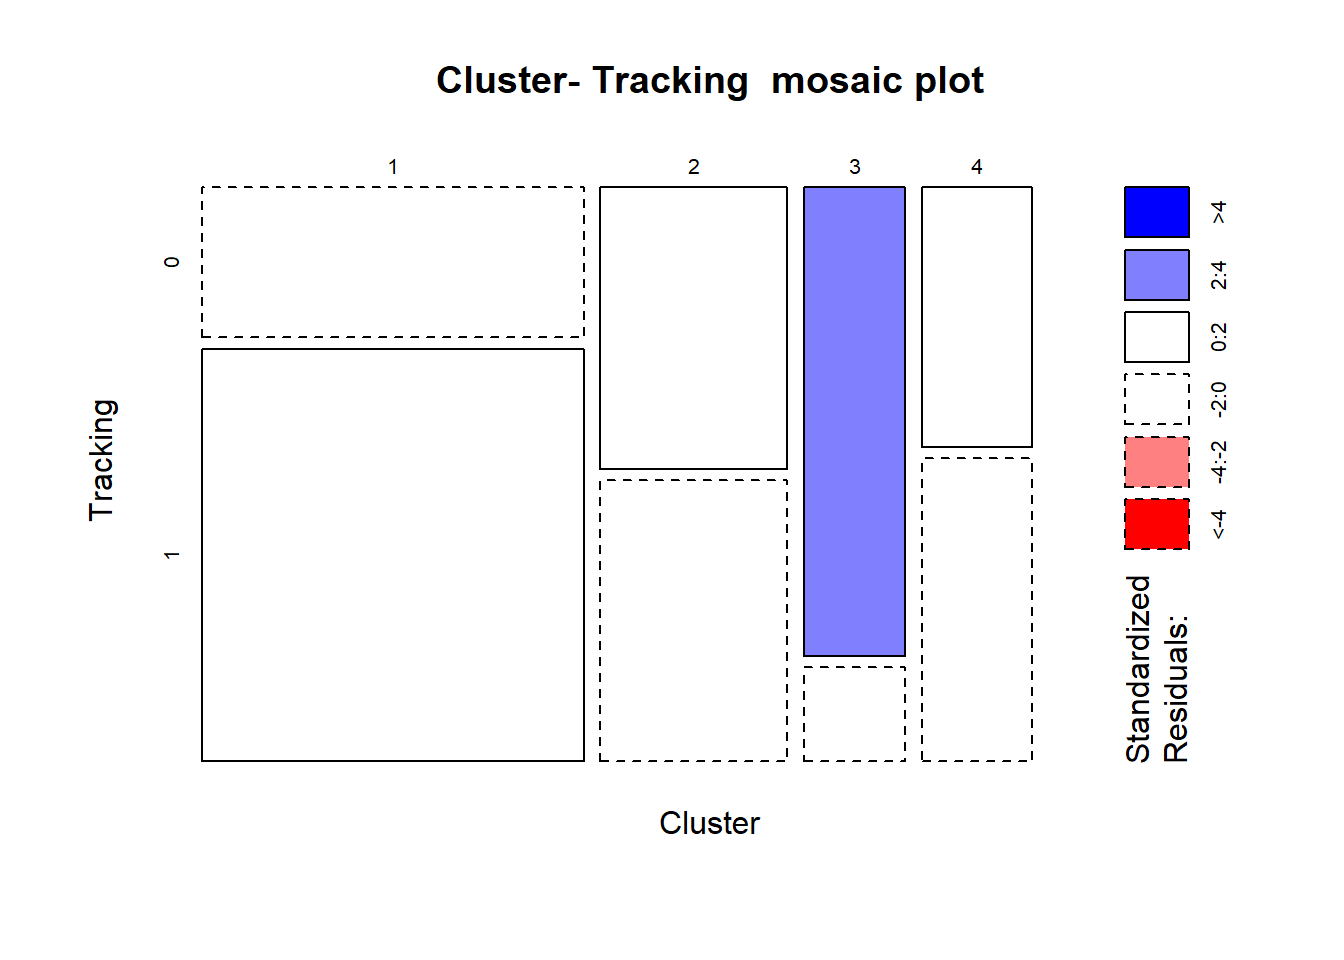 Cluster- Tracking  mosaic plot
1 2 3 4
0
1
Tracking
Cluster
>4
2:4
0:2
-2:0
-4:-2
<-4
Standardized
Residuals: